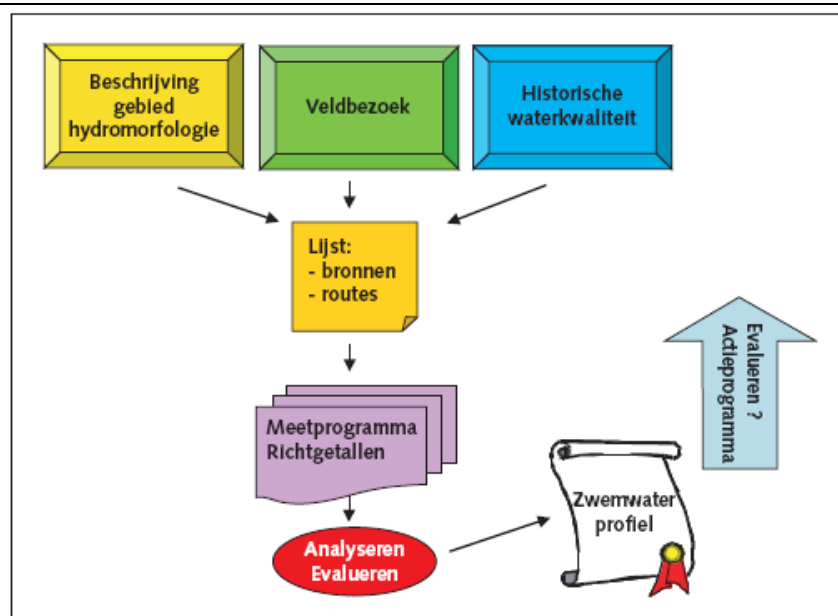 Beschrijving
gebied
hydromorfologie
Veldbezoek
Historische
waterkwaliteit
Lijst:
- bronnen
- routes
Evalueren ?
Actieprogramma
Meetprogramma
Richtgetallen
Zwemwater
profiel
Analyseren
Evalueren